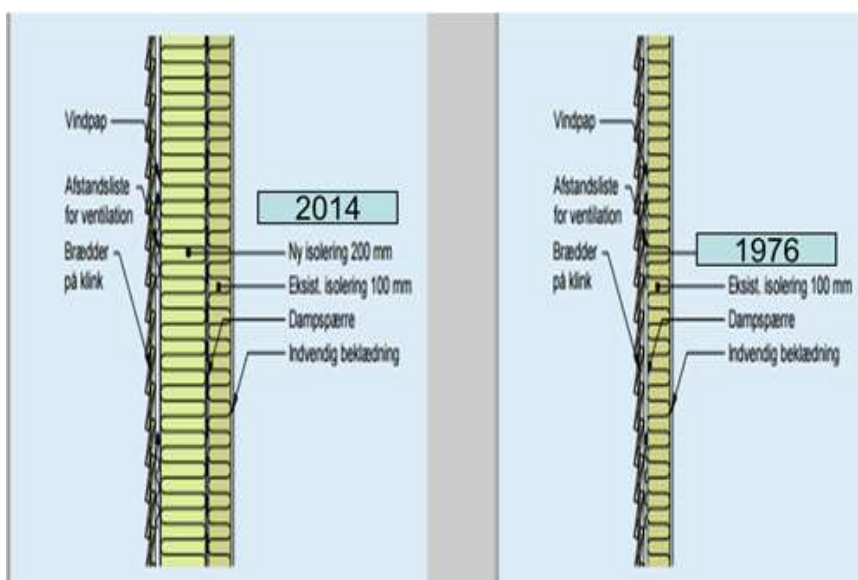 Vindpap
Afstandsliste
for ventilation
2014
Brædder
på klink
Ny isolering 200 mm
Eksist. isolering 100 mm
Dampspærre
Indvendig beklædning
Vindpap
Afstandsliste
for ventilation
Brædder
på klink
1976
Eksist. isolering 100 mm
Dampspærre
Indvendig beklædning